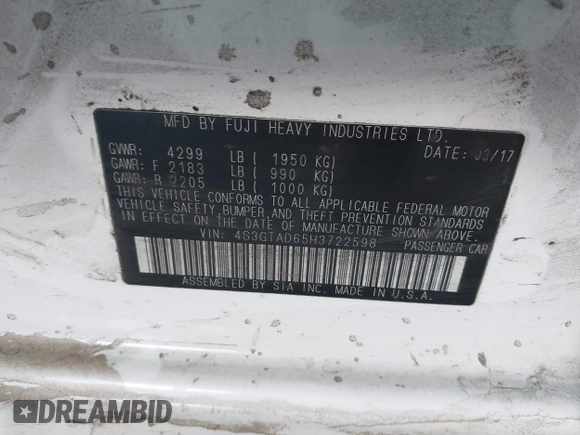 MFD BY FUJI HEAVY INDUSTRIES LTD.
DATE: 03/17
GVWR: 4299 LB ( 1950 KG)
GAWR: F 2183 LB ( 990 KG)
GAWR: R 2205 LB ( 1000 KG)
THIS VEHICLE CONFORMS TO ALL APPLICABLE FEDERAL MOTOR
VEHICLE SAFETY, BUMPER, AND THEFT PREVENTION STANDARDS
IN EFFECT ON THE DATE OF MANUFACTURE SHOWN ABOVE.
VIN: 4S3GTAD65H3722598 PASSENGER CAR
ASSEMBLED BY SIA INC. MADE IN U.S.A.
DREAMBID